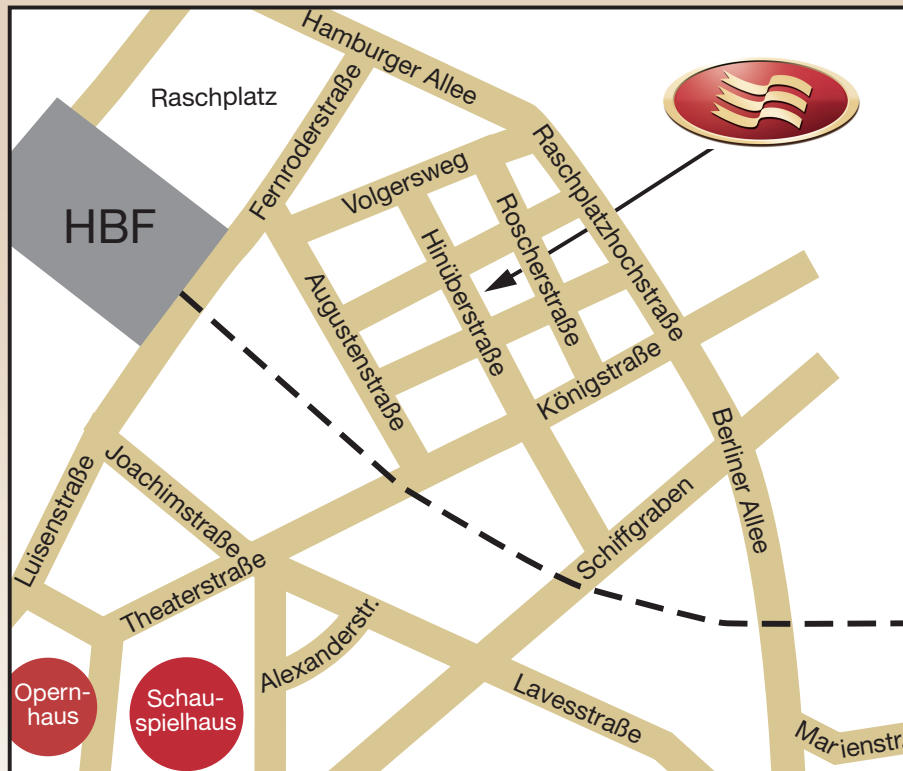 Hamburger Allee
Raschplatz
Fernroderstraße
Raschplatzhochstraße
Volgersweg
HBF
Roscherstraße
Hinüberstraße
Augustenstraße
Königstraße
Berliner Allee
Joachimstraße
Luisenstraße
Schiffgraben
Theaterstraße
Alexanderstr.
Opern-
haus
Schau-
spielhaus
Lavesstraße
Marienstr.